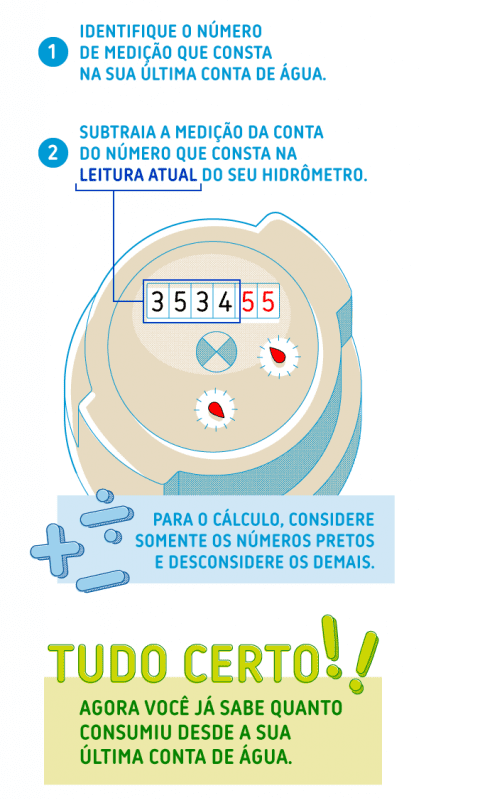 1
IDENTIFIQUE O NÚMERO
DE MEDIÇÃO QUE CONSTA
NA SUA ÚLTIMA CONTA DE ÁGUA.
2
SUBTRAIA A MEDIÇÃO DA CONTA
DO NÚMERO QUE CONSTA NA
LEITURA ATUAL DO SEU HIDRÔMETRO.
353455
PARA O CÁLCULO, CONSIDERE
SOMENTE OS NÚMEROS PRETOS
E DESCONSIDERE OS DEMAIS.
TUDO CERTO!!
AGORA VOCÊ JÁ SABE QUANTO
CONSUMIU DESDE A SUA
ÚLTIMA CONTA DE ÁGUA.